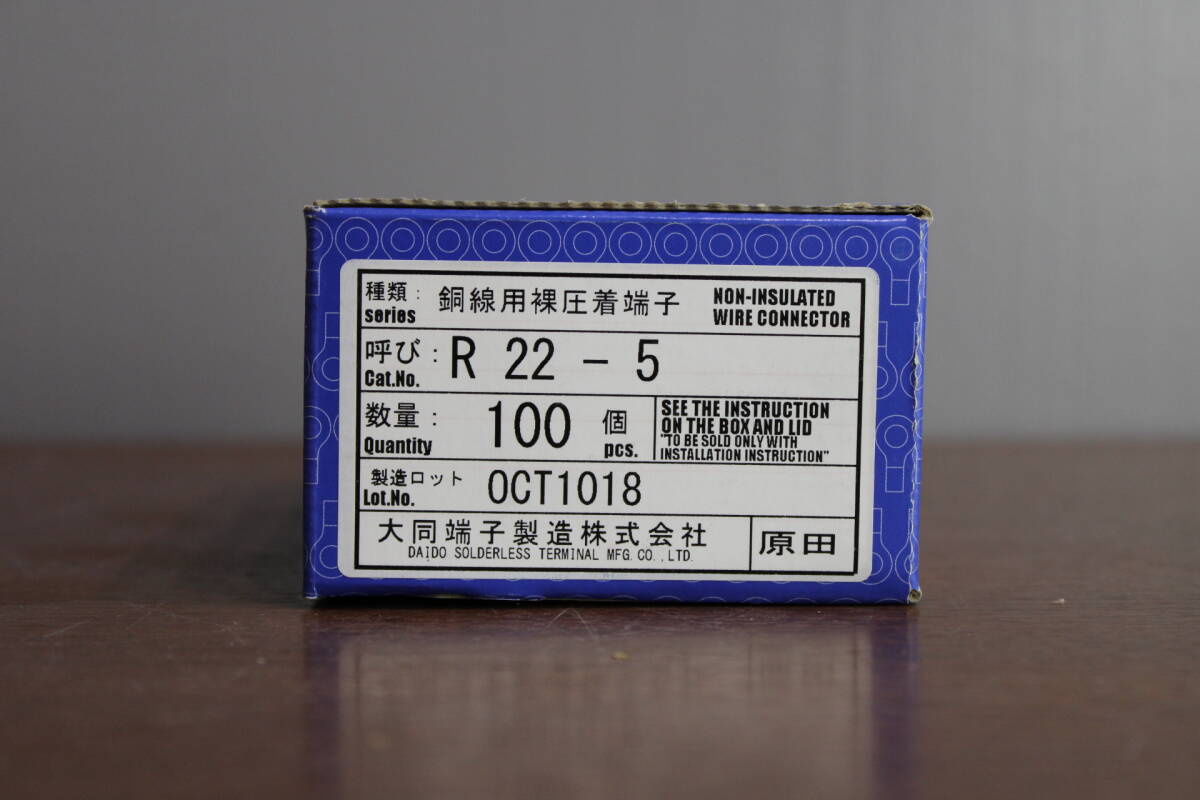 種類: 銅線用裸圧着端子 NON-INSULATED
series WIRE CONNECTOR
呼び: R 22 - 5
Cat.No.
数量: 100 個
Quantity pcs.
SEE THE INSTRUCTION
ON THE BOX AND LID
"TO BE SOLD ONLY WITH
INSTALLATION INSTRUCTION"
製造ロット OCT1018
Lot.No.
大同端子製造株式会社 原田
DAIDO SOLDERLESS TERMINAL MFG. CO.,LTD.